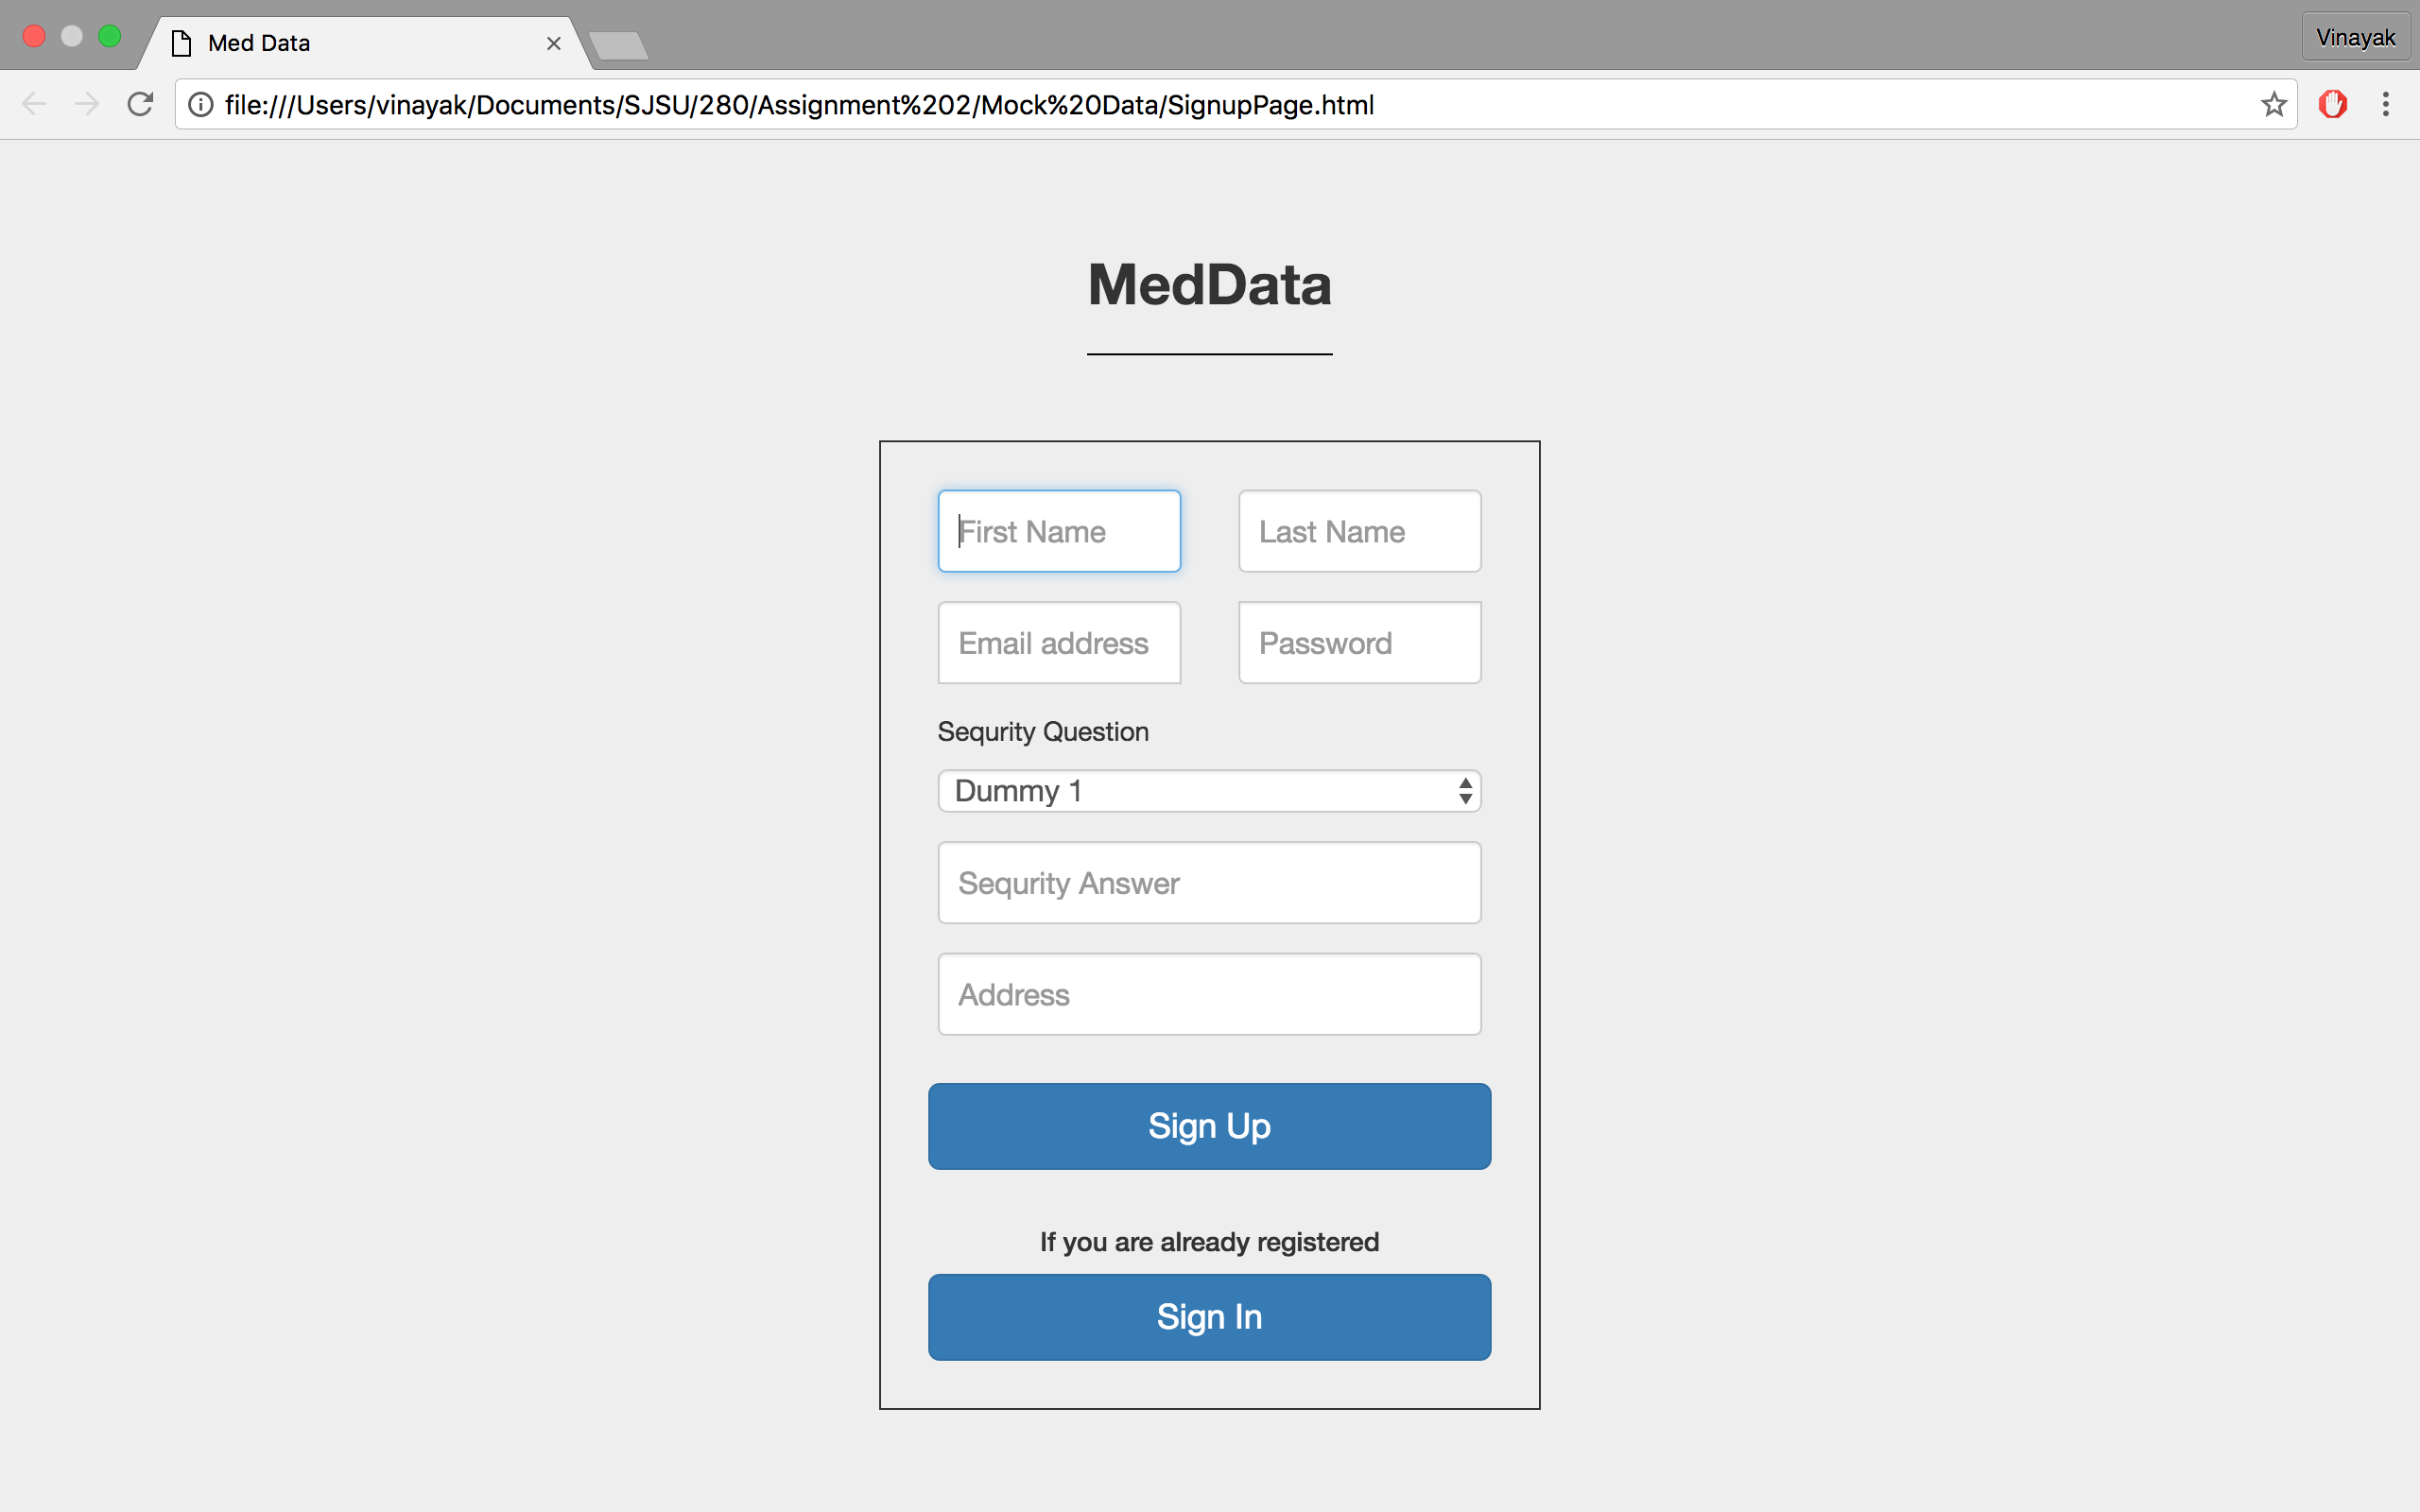 Med Data
Vinayak
file:///Users/vinayak/Documents/SJSU/280/Assignment%202/Mock%20Data/SignupPage.html
MedData
First Name
Last Name
Email address
Password
Sequrity Question
Dummy 1
Sequrity Answer
Address
Sign Up
If you are already registered
Sign In